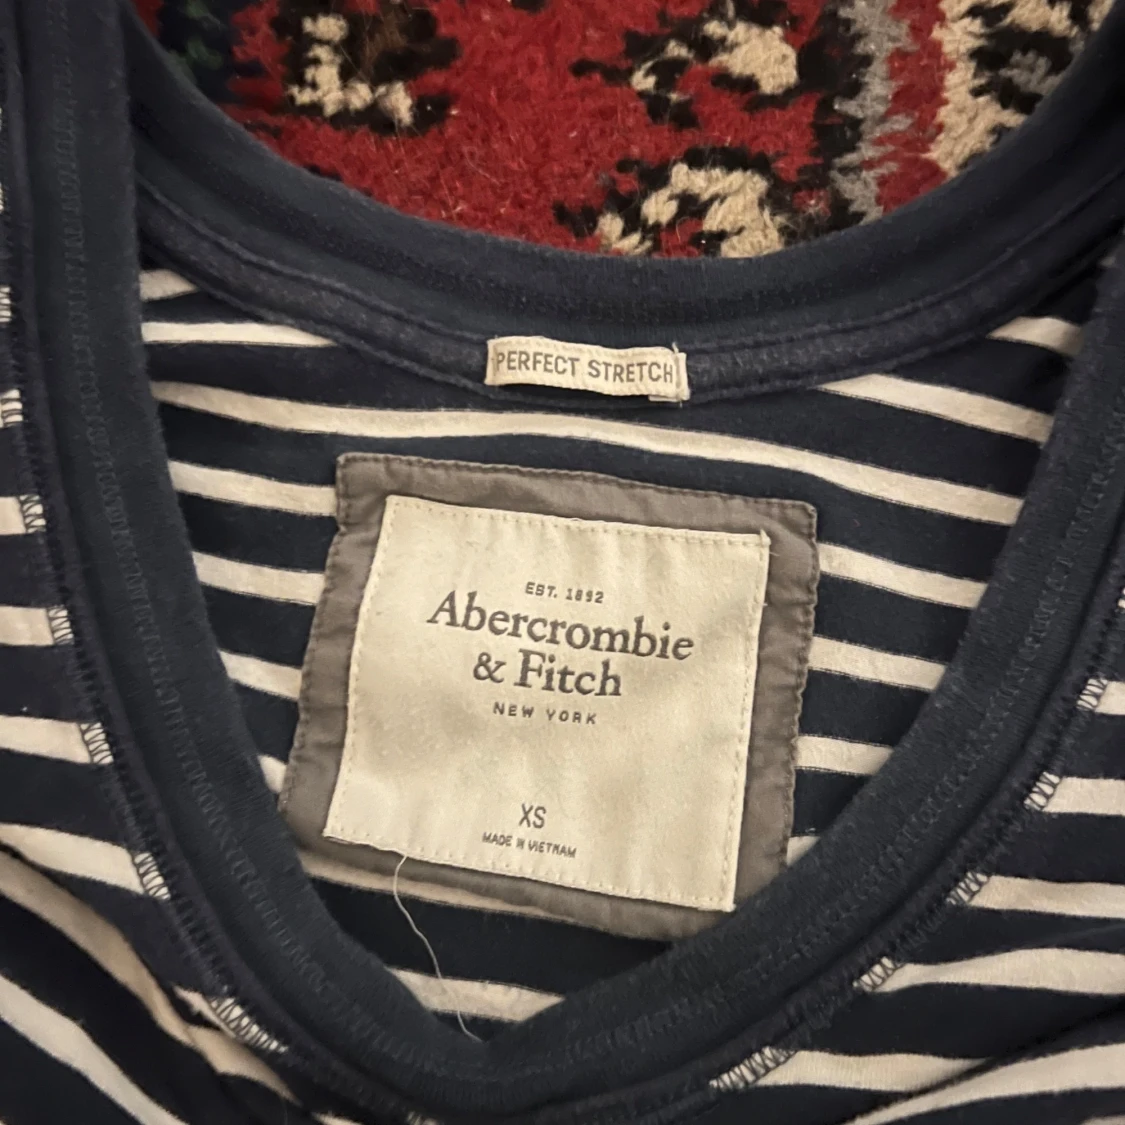 PERFECT STRETCH
EST. 1892
Abercrombie
& Fitch
NEW YORK
XS
MADE IN VIETNAM